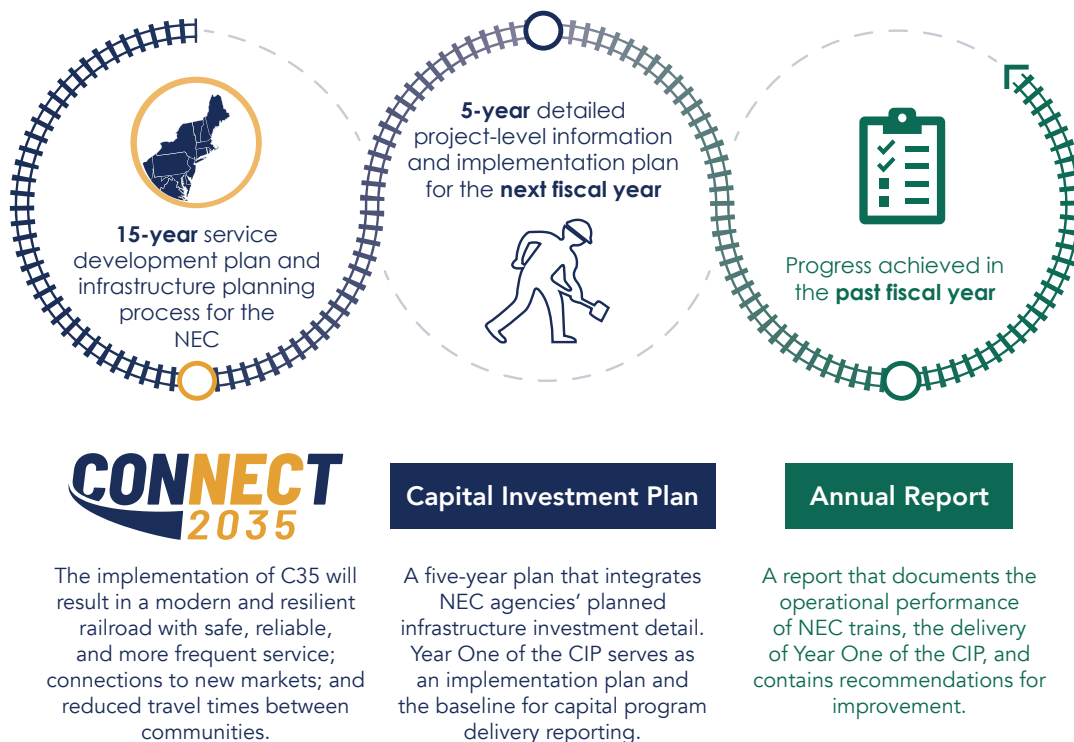 15-year service
development plan and
infrastructure planning
process for the
NEC
5-year detailed
project-level information
and implementation plan
for the next fiscal year
Progress achieved in
the past fiscal year
CONNECT
2035
The implementation of C35 will
result in a modern and resilient
railroad with safe, reliable,
and more frequent service;
connections to new markets; and
reduced travel times between
communities.
Capital Investment Plan
A five-year plan that integrates
NEC agencies’ planned
infrastructure investment detail.
Year One of the CIP serves as
an implementation plan and
the baseline for capital program
delivery reporting.
Annual Report
A report that documents the
operational performance
of NEC trains, the delivery
of Year One of the CIP, and
contains recommendations for
improvement.